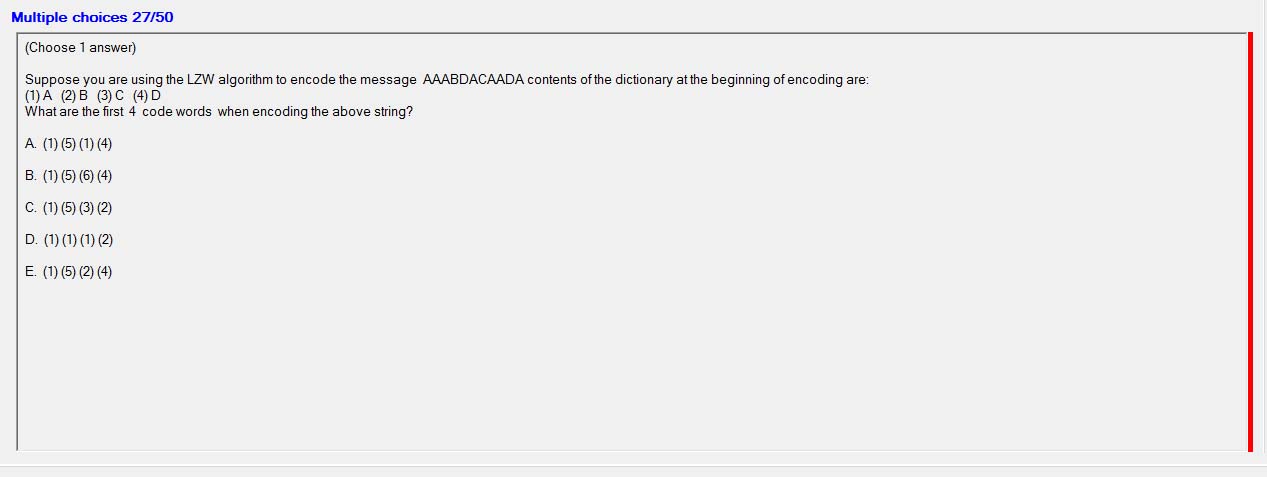 Multiple choices 27/50
(Choose 1 answer)
Suppose you are using the LZW algorithm to encode the message AAABDACAADA contents of the dictionary at the beginning of encoding are:
(1) A (2) B (3) C (4) D
What are the first 4 code words when encoding the above string?
A. (1) (5) (1) (4)
B. (1) (5) (6) (4)
C. (1) (5) (3) (2)
D. (1) (1) (1) (2)
E. (1) (5) (2) (4)